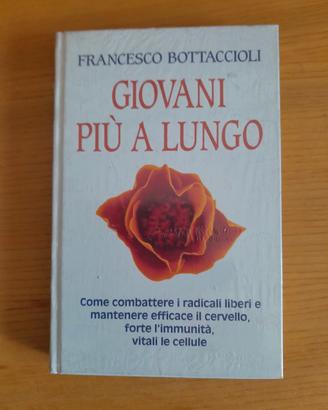 FRANCESCO BOTTACCIOLI
GIOVANI
PIÙ A LUNGO
Come combattere i radicali liberi e
mantenere efficace il cervello,
forte l'immunità,
vitali le cellule